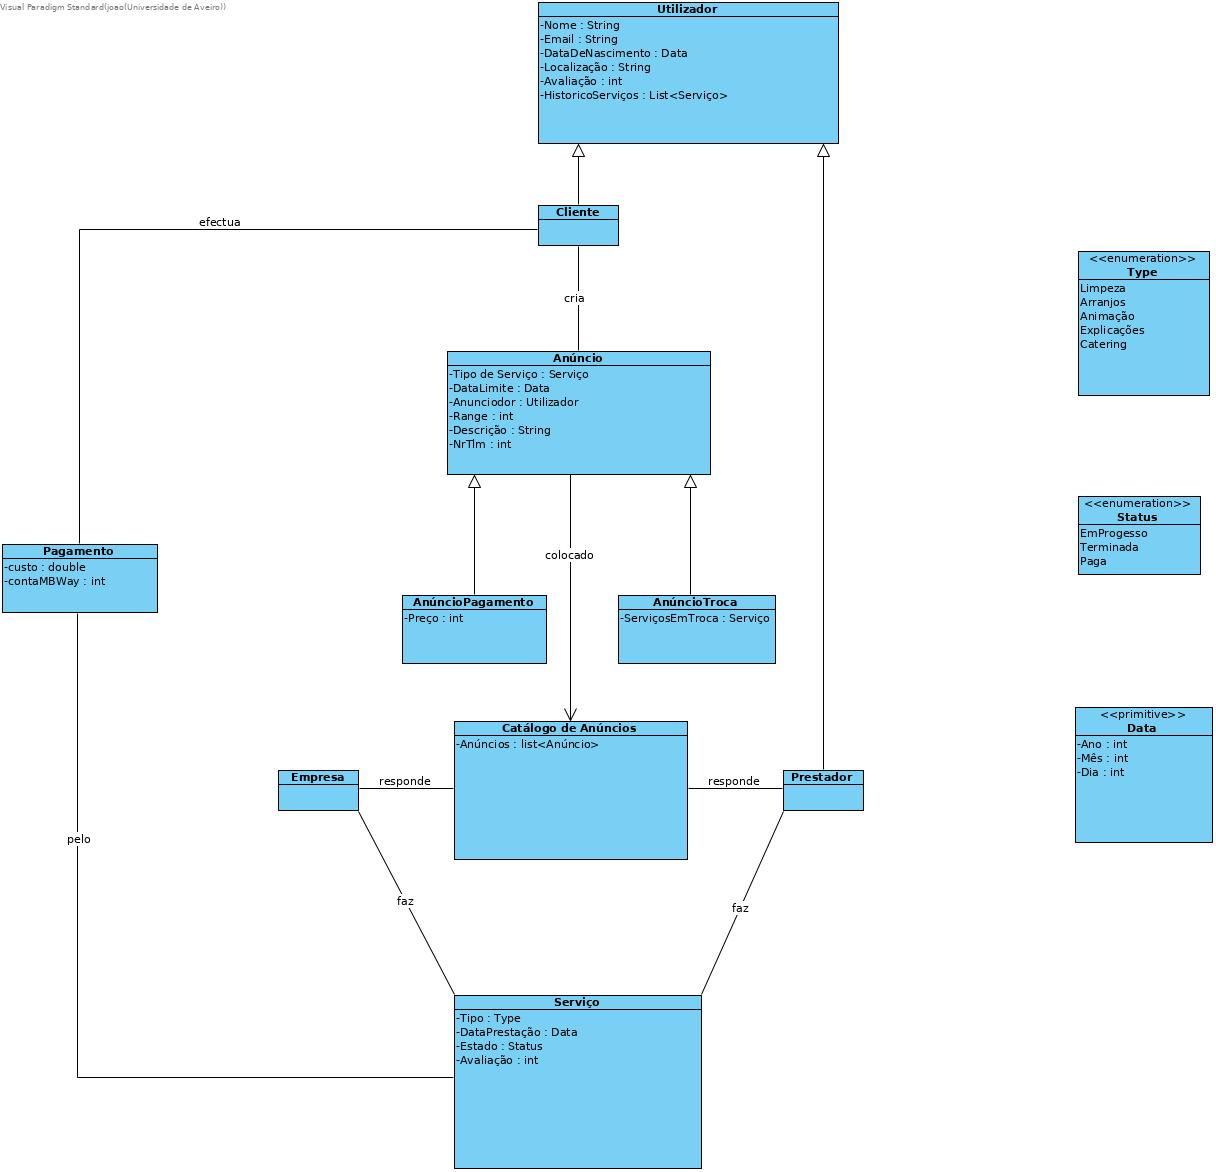 Visual Paradigm Standard(joao(Universidade de Aveiro))
Utilizador
-Nome : String
-Email : String
-DataDeNascimento : Data
-Localização : String
-Avaliação : int
-HistoricoServiços : List<Serviço>
Cliente
efectua
cria
<<enumeration>>
Type
Limpeza
Arranjos
Animação
Explicações
Catering
Anúncio
-Tipo de Serviço : Serviço
-DataLimite : Data
-Anunciodor : Utilizador
-Range : int
-Descrição : String
-NrTlm : int
<<enumeration>>
Status
EmProgesso
Terminada
Paga
Pagamento
-custo : double
-contaMBWay : int
colocado
AnúncioPagamento
-Preço : int
AnúncioTroca
-ServiçosEmTroca : Serviço
<<primitive>>
Data
-Ano : int
-Mês : int
-Dia : int
Catálogo de Anúncios
-Anúncios : list<Anúncio>
Empresa
responde
responde
Prestador
pelo
faz
faz
Serviço
-Tipo : Type
-DataPrestação : Data
-Estado : Status
-Avaliação : int